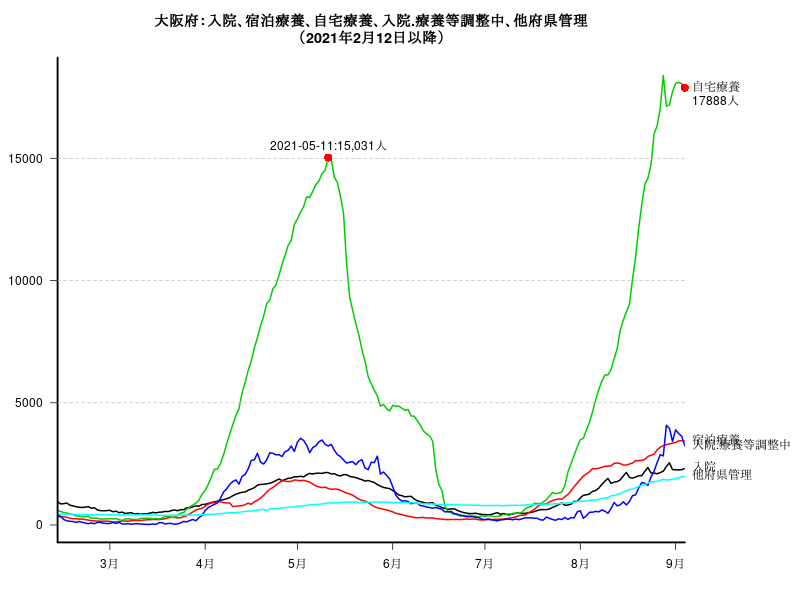 大阪府：入院、宿泊療養、自宅療養、入院.療養等調整中、他府県管理
（2021年2月12日以降）
自宅療養
17888人
2021-05-11:15,031人
15000
10000
5000
宿泊療養
入院.療養等調整中
入院
他府県管理
0
3月
4月
5月
6月
7月
8月
9月